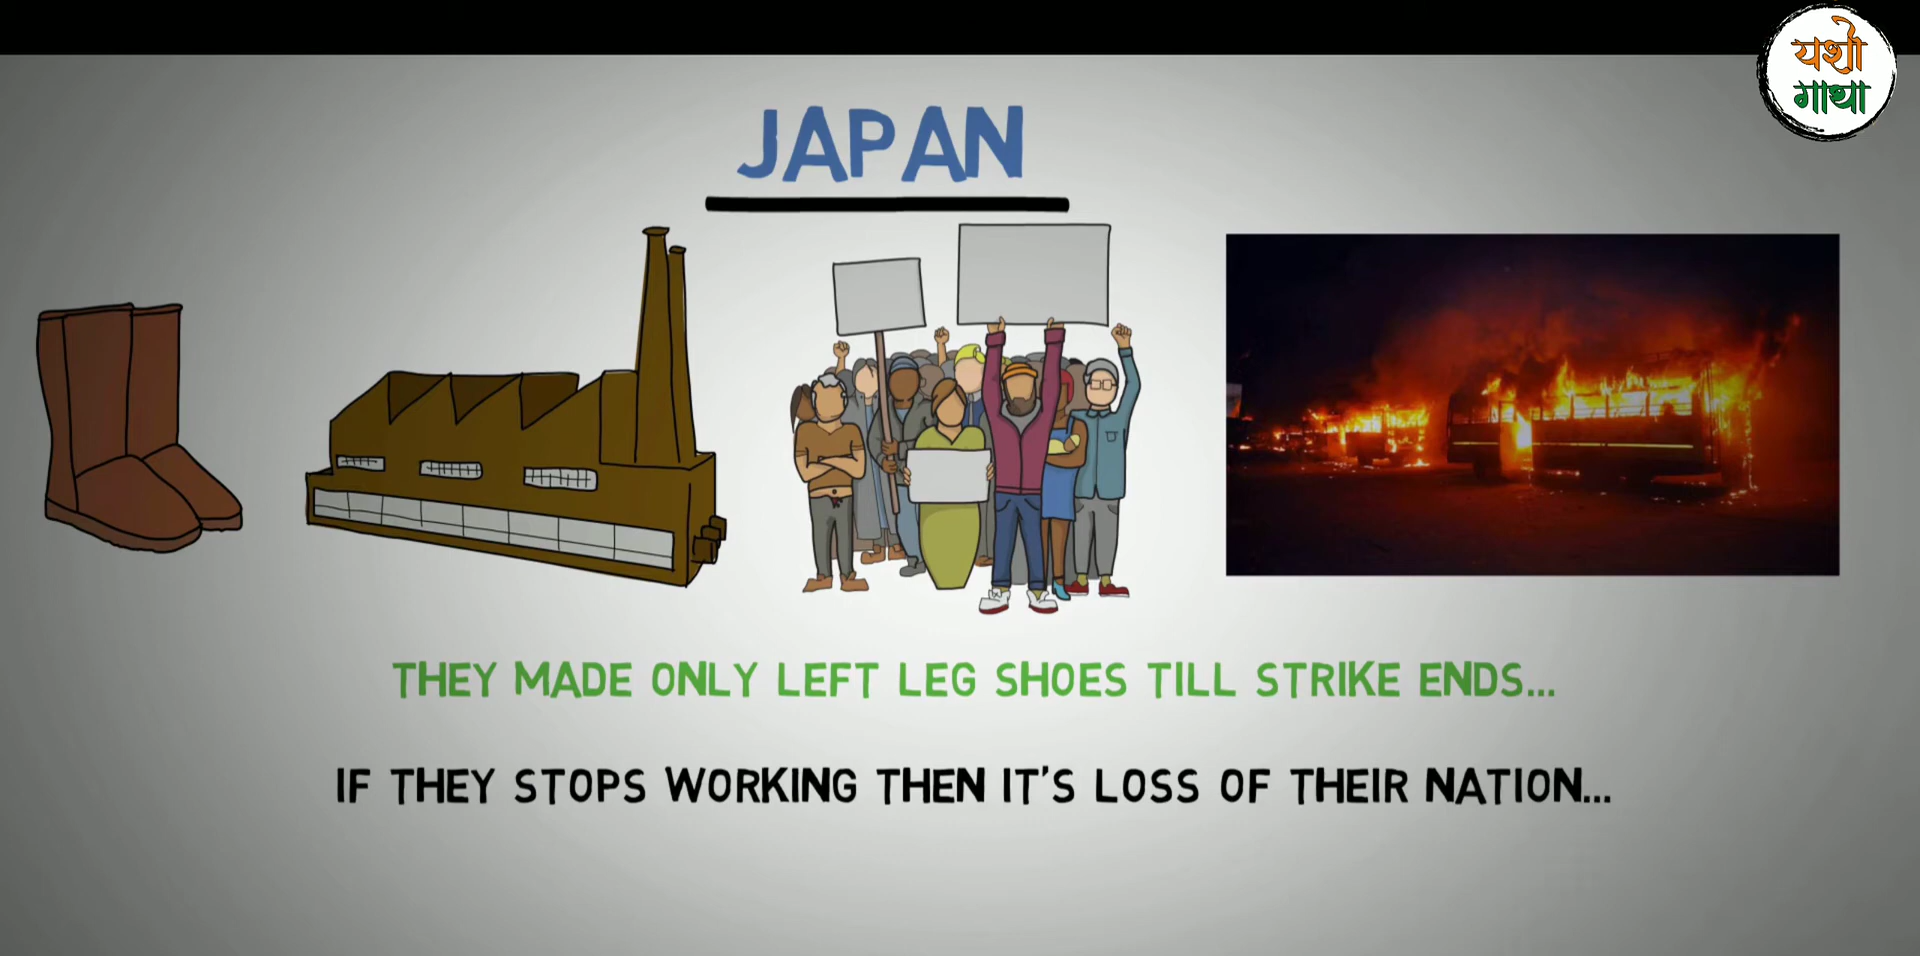 यशो
गाथा
JAPAN
THEY MADE ONLY LEFT LEG SHOES TILL STRIKE ENDS...
IF THEY STOPS WORKING THEN IT'S LOSS OF THEIR NATION...